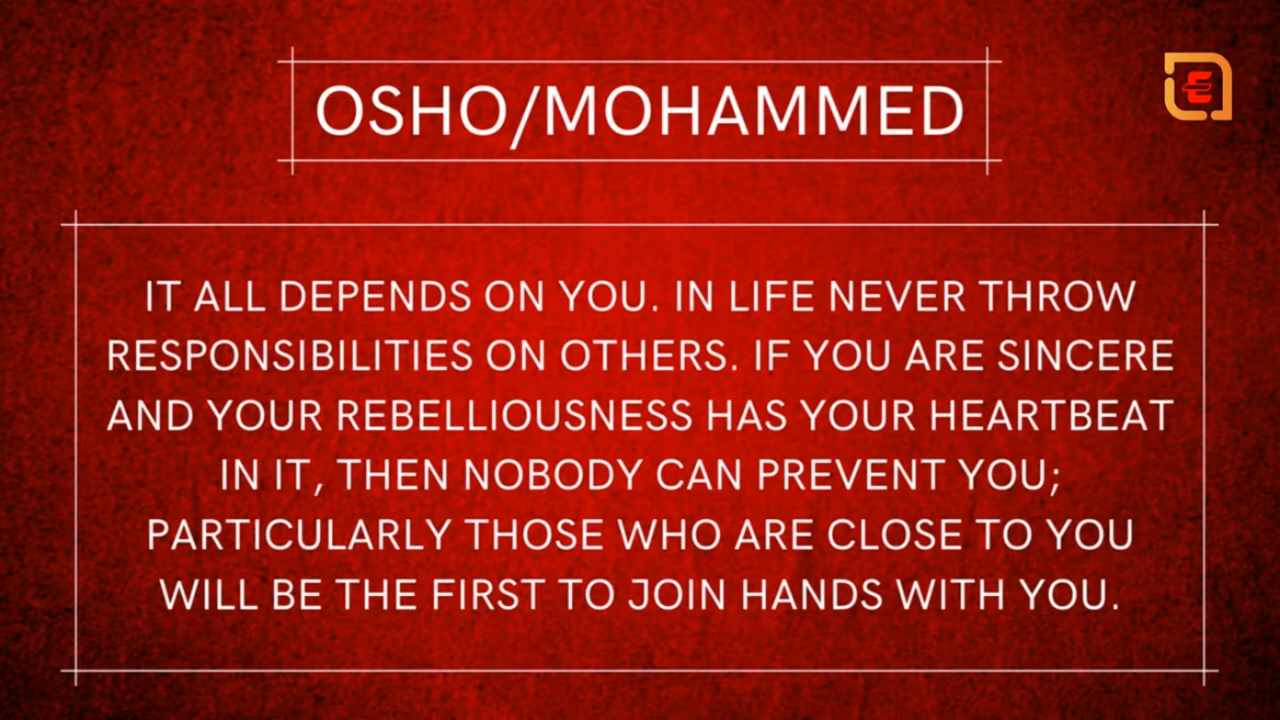 OSHO/MOHAMMED
E
IT ALL DEPENDS ON YOU. IN LIFE NEVER THROW
RESPONSIBILITIES ON OTHERS. IF YOU ARE SINCERE
AND YOUR REBELLIOUSNESS HAS YOUR HEARTBEAT
IN IT, THEN NOBODY CAN PREVENT YOU;
PARTICULARLY THOSE WHO ARE CLOSE TO YOU
WILL BE THE FIRST TO JOIN HANDS WITH YOU.